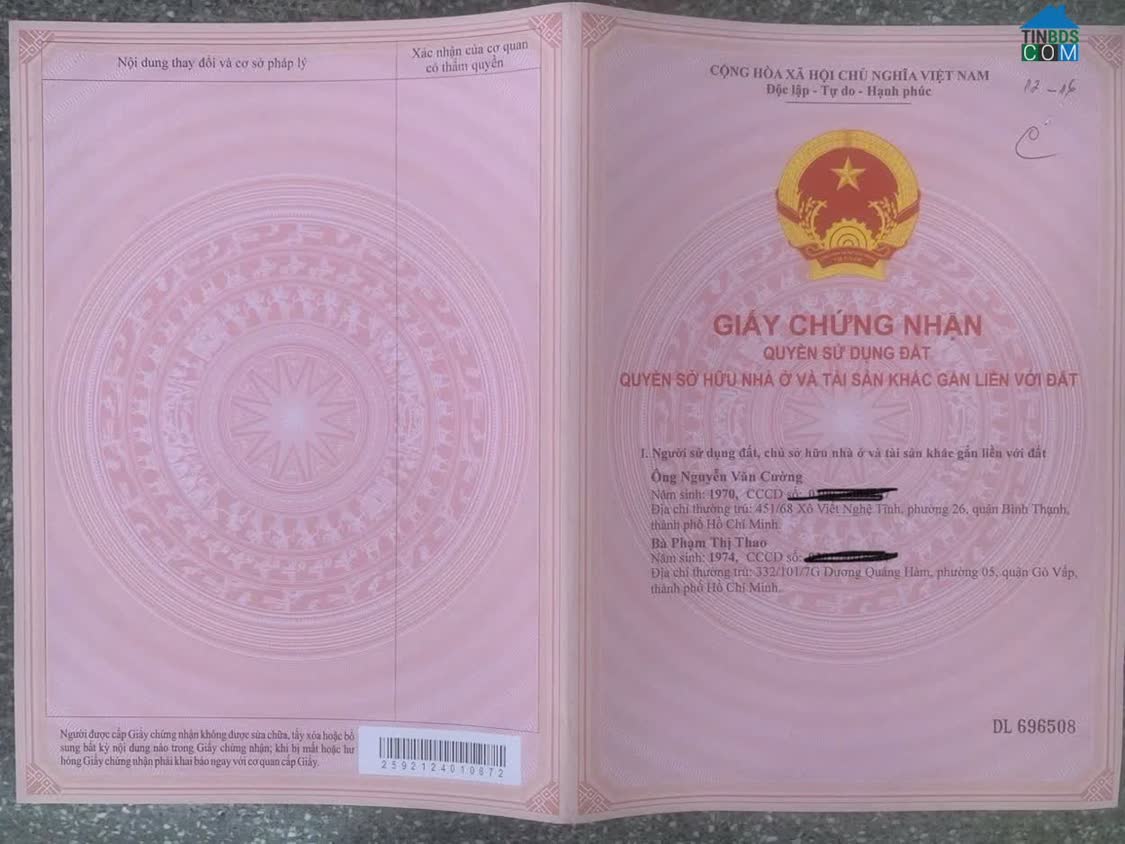 Nội dung thay đổi và cơ sở pháp lý
Xác nhận của cơ quan
có thẩm quyền
Người được cấp Giấy chứng nhận không được sửa chữa, tẩy xóa hoặc bổ
sung bất kỳ nội dung nào trong Giấy chứng nhận; khi bị mất hoặc hư
hỏng Giấy chứng nhận phải khai báo ngay với cơ quan cấp Giấy.
2592124010872
TINBDS
COM
CỘNG HÒA XÃ HỘI CHỦ NGHĨA VIỆT NAM
Độc lập - Tự do - Hạnh phúc
GIẤY CHỨNG NHẬN
QUYỀN SỬ DỤNG ĐẤT
QUYỀN SỞ HỮU NHÀ Ở VÀ TÀI SẢN KHÁC GẮN LIỀN VỚI ĐẤT
I. Người sử dụng đất, chủ sở hữu nhà ở và tài sản khác gắn liền với đất
Ông Nguyễn Văn Cường
Năm sinh: 1970, CCCD số:
Địa chỉ thường trú: 451/68 Xô Viết Nghệ Tĩnh, phường 26, quận Bình Thạnh,
thành phố Hồ Chí Minh.
Bà Phạm Thị Thao
Năm sinh: 1974, CCCD số:
Địa chỉ thường trú: 332/101/7G Dương Quảng Hàm, phường 05, quận Gò Vấp,
thành phố Hồ Chí Minh.
DL 696508